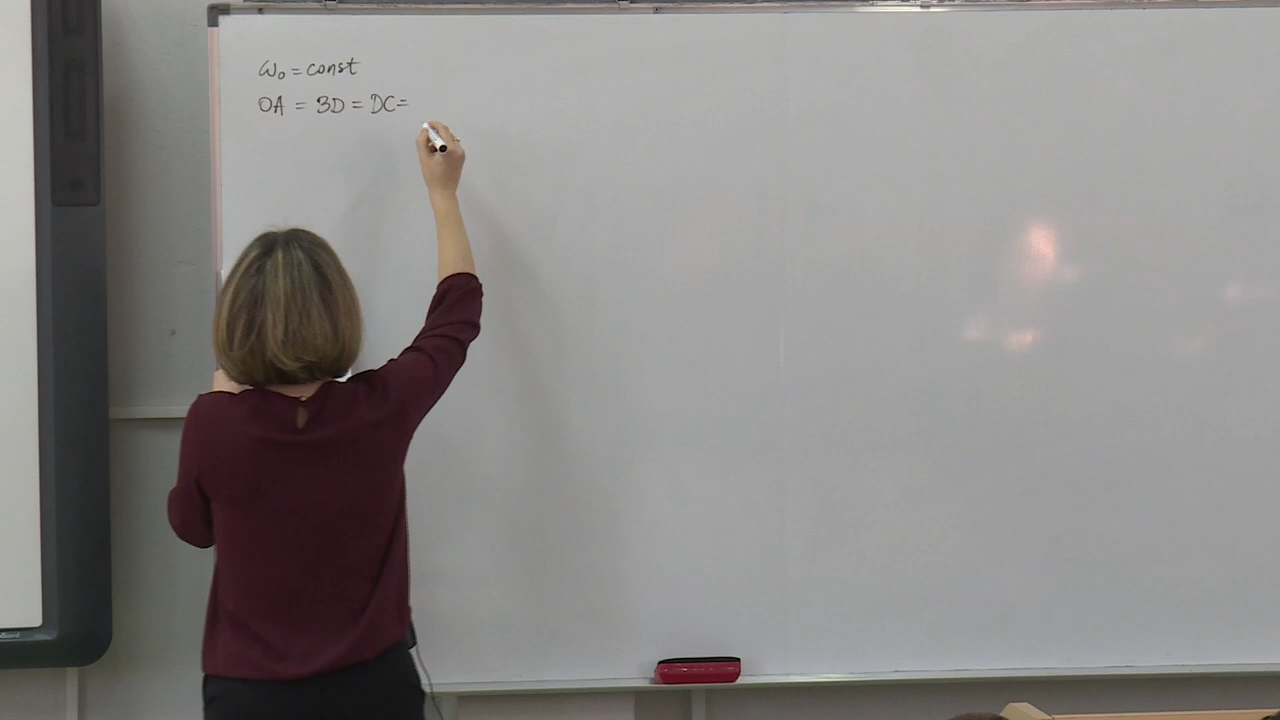 ω₀ = const
OA = BD = DC =